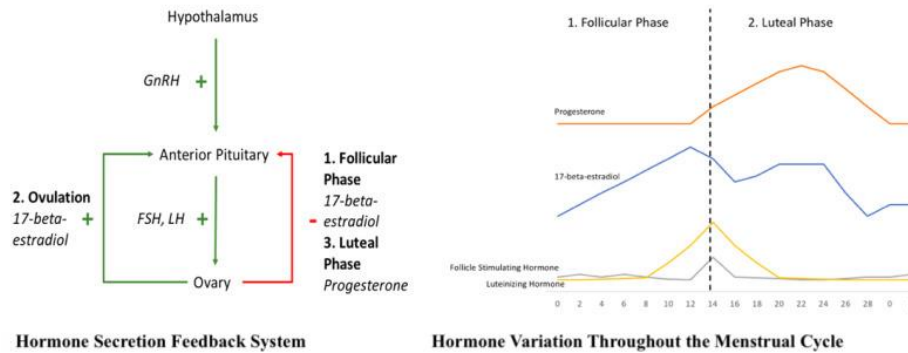 Hypothalamus
GnRH +
Anterior Pituitary
2. Ovulation
17-beta-
estradiol
+
FSH, LH +
-
1. Follicular
Phase
17-beta-
estradiol
3. Luteal
Phase
Progesterone
Ovary
Hormone Secretion Feedback System
1. Follicular Phase
2. Luteal Phase
Progesterone
17-beta-estradiol
Follicle Stimulating Hormone
Luteinizing Hormone
0 2 4 6 8 10 12 14 16 18 20 22 24 26 28 0
Hormone Variation Throughout the Menstrual Cycle